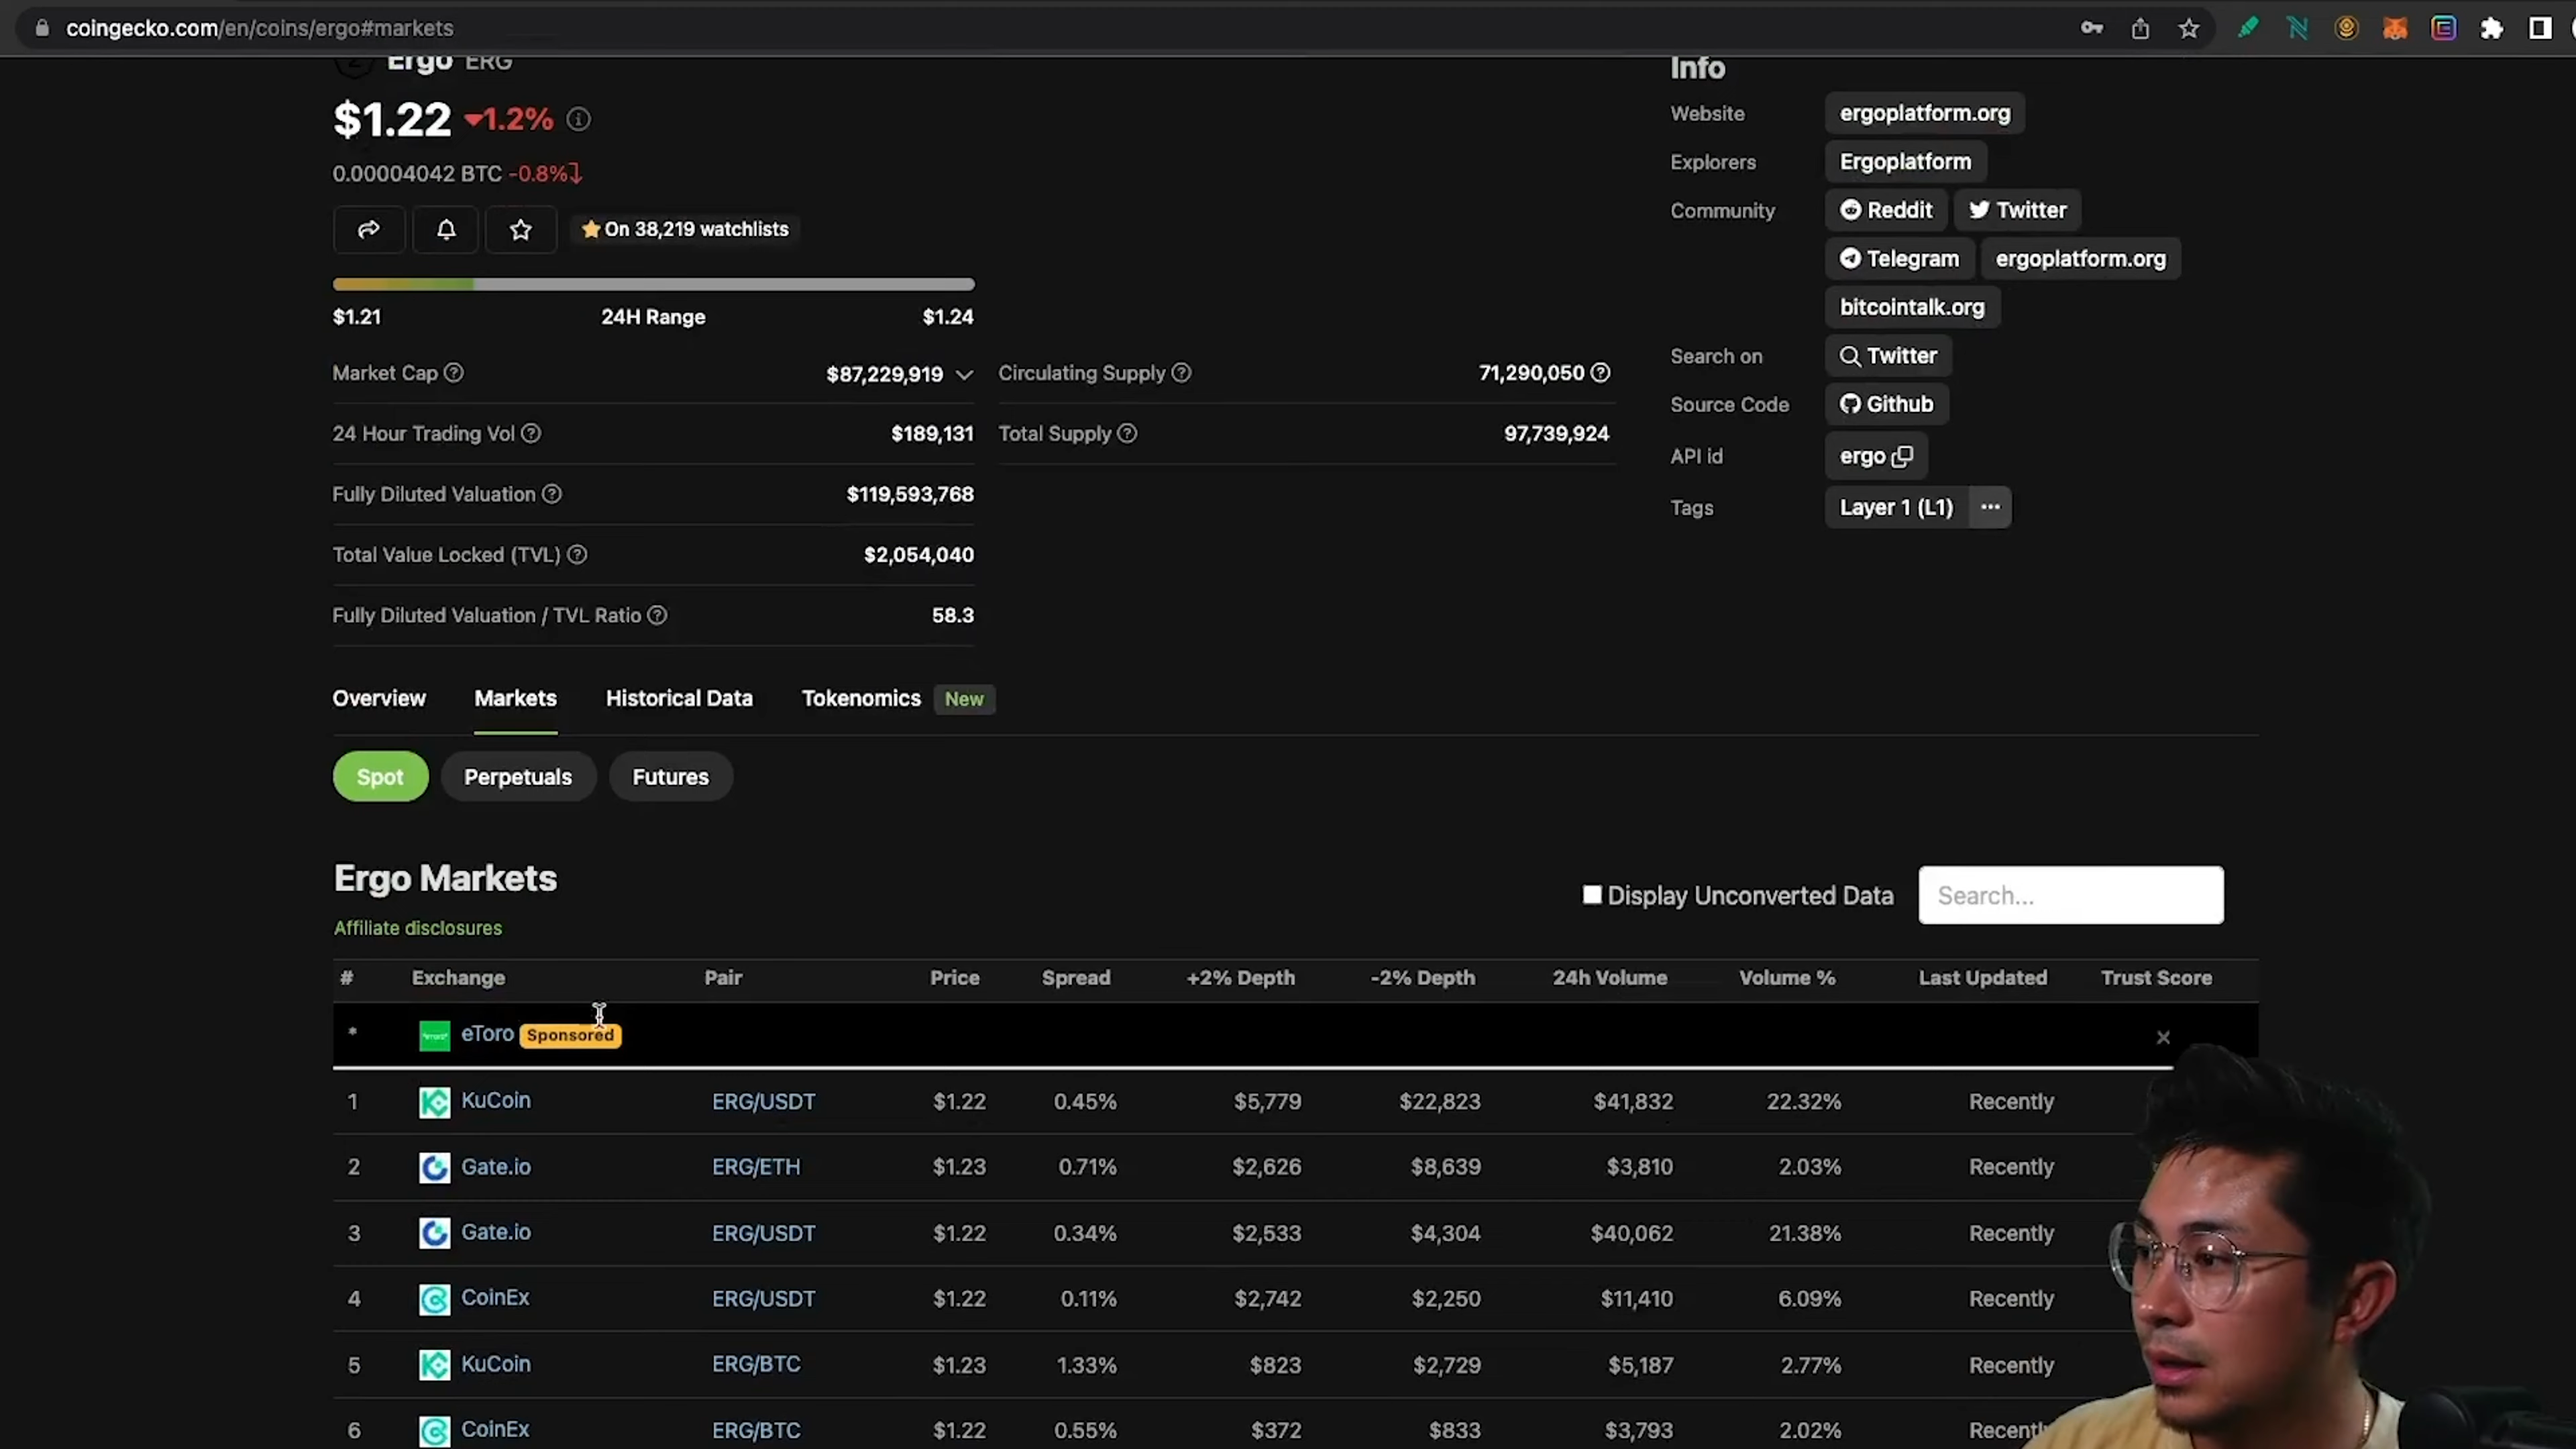 coingecko.com/en/coins/ergo#markets
Ergo ERG
$1.22 1.2%
0.00004042 BTC -0.8%
On 38,219 watchlists
$1.21 24H Range $1.24
Market Cap $87,229,919
24 Hour Trading Vol $189,131
Fully Diluted Valuation $119,593,768
Total Value Locked (TVL) $2,054,040
Fully Diluted Valuation / TVL Ratio 58.3
Circulating Supply 71,290,050
Total Supply 97,739,924
Info
Website ergoplatform.org
Explorers Ergoplatform
Community Reddit Twitter
Telegram ergoplatform.org
bitcointalk.org
Search on Twitter
Source Code Github
API id ergo
Tags Layer 1 (L1) ...
Overview Markets Historical Data Tokenomics New
Spot Perpetuals Futures
Ergo Markets
Display Unconverted Data Search...
Affiliate disclosures
# Exchange Pair Price Spread +2% Depth -2% Depth 24h Volume Volume % Last Updated Trust Score
* eToro Sponsored ×
1 KuCoin ERG/USDT $1.22 0.45% $5,779 $22,823 $41,832 22.32% Recently
2 Gate.io ERG/ETH $1.23 0.71% $2,626 $8,639 $3,810 2.03% Recently
3 Gate.io ERG/USDT $1.22 0.34% $2,533 $4,304 $40,062 21.38% Recently
4 CoinEx ERG/USDT $1.22 0.11% $2,742 $2,250 $11,410 6.09% Recently
5 KuCoin ERG/BTC $1.23 1.33% $823 $2,729 $5,187 2.77% Recently
6 CoinEx ERG/BTC $1.22 0.55% $372 $833 $3,793 2.02% Recently